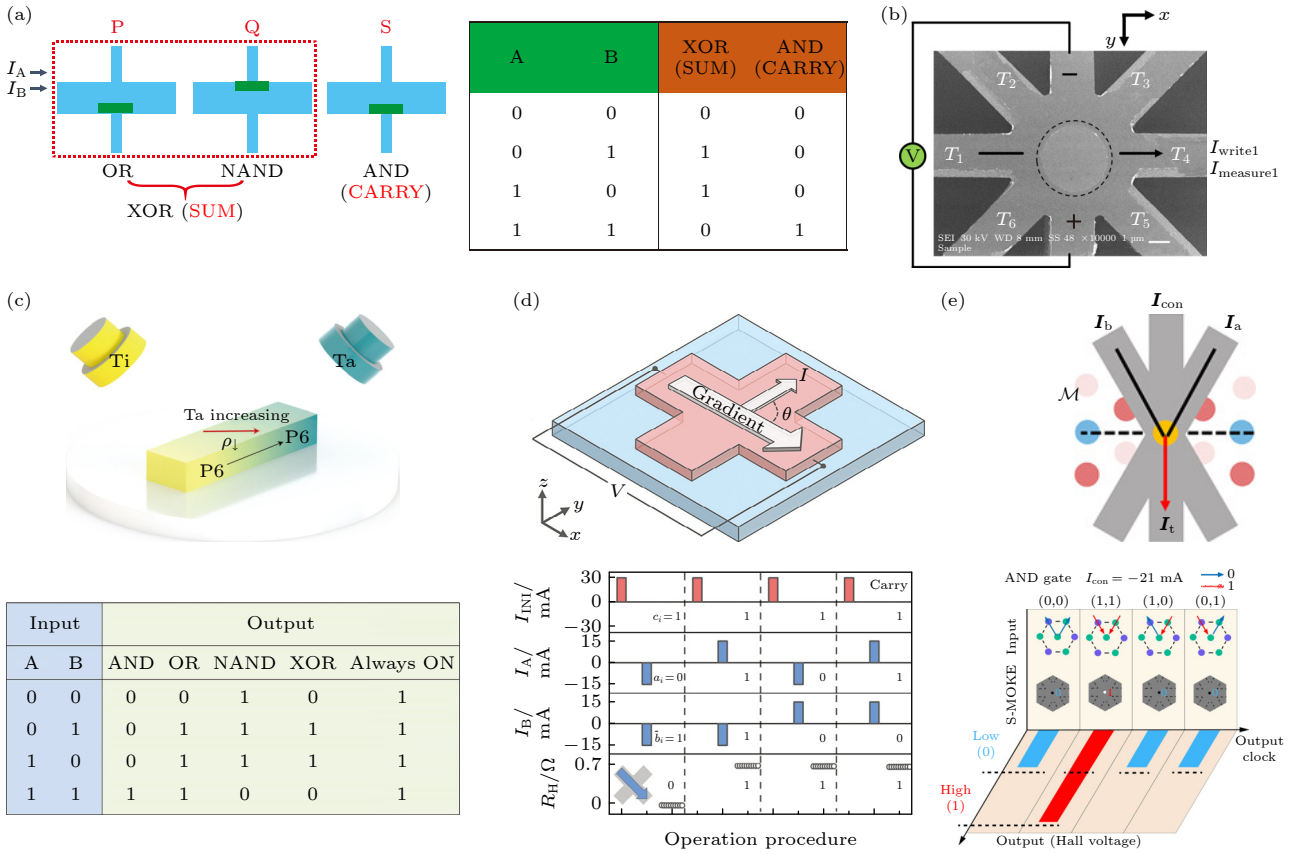 (a)
P Q S
I_A
I_B
OR NAND AND
(CARRY)
XOR (SUM)
A B XOR (SUM) AND (CARRY)
0 0 0 0
0 1 1 0
1 0 1 0
1 1 0 1
(b)
x
y
−
T_2 T_3
V
T_1 T_4
I_write1
I_measure1
T_6 + T_5
SEI 30 kV WD 8 mm SS 48 ×10000 1 μm
Sample
(c)
Ti Ta
Ta increasing
ρ↓
P6 P6
Input Output
A B AND OR NAND XOR Always ON
0 0 0 0 1 0 1
0 1 0 1 1 1 1
1 0 0 1 1 1 1
1 1 1 1 0 0 1
(d)
I
Gradient
θ
V
z
y
x
I_INI/mA
30
0
−30
Carry
c_i=1 1 1 1
I_A/mA
15
0
−15
a_i=0 1 0 1
I_B/mA
15
0
−15
b̃_i=1 1 0 0
R_H/Ω
0.7
0
0 1 1 1
Operation procedure
(e)
I_con
I_b I_a
ℳ
I_t
AND gate I_con = −21 mA
0
1
(0,0) (1,1) (1,0) (0,1)
Input
S-MOKE
Low
(0)
Output
clock
High
(1)
Output (Hall voltage)